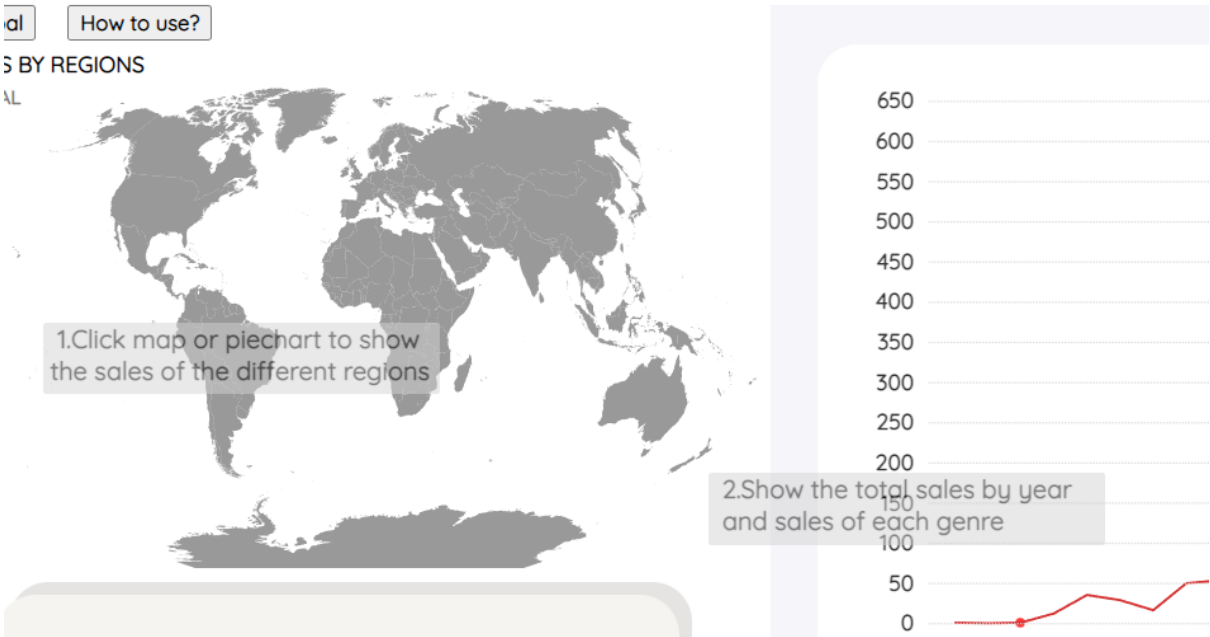 al
How to use?
S BY REGIONS
AL
1.Click map or piechart to show
the sales of the different regions
650
600
550
500
450
400
350
300
250
200
150
100
50
0
2.Show the total sales by year
and sales of each genre